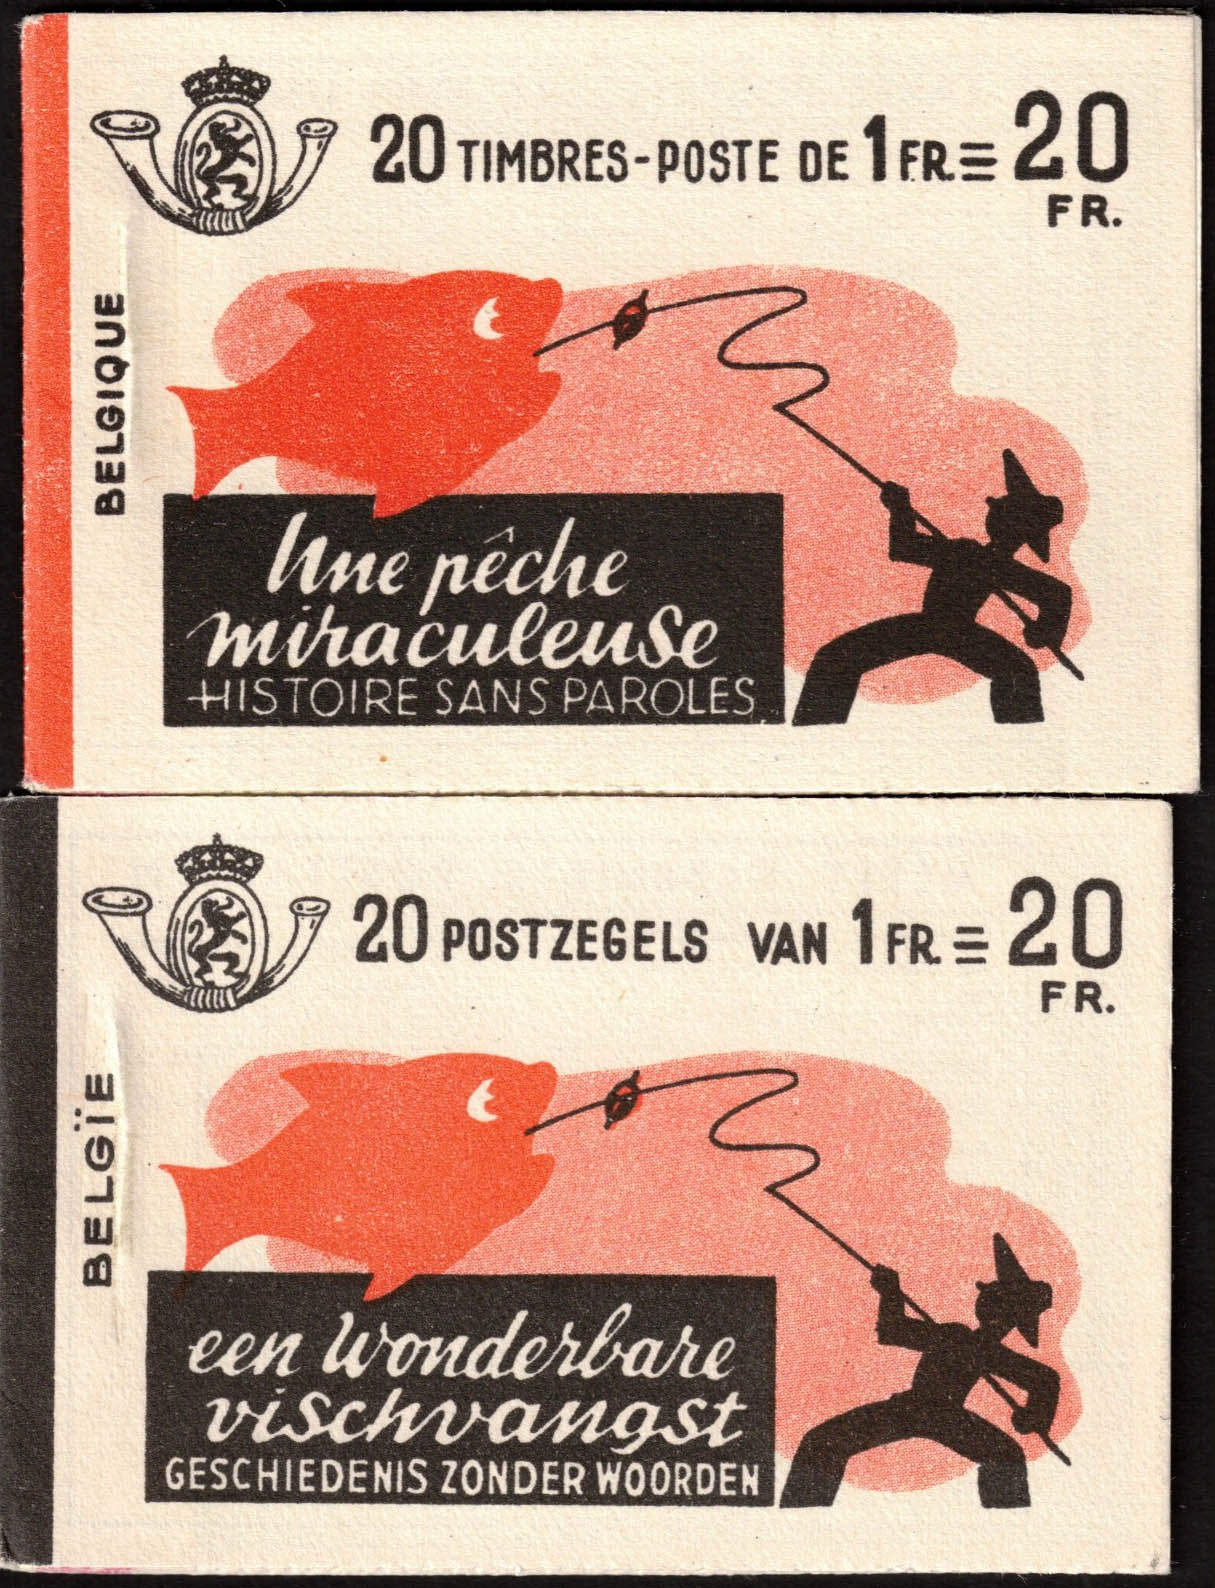 20 TIMBRES-POSTE DE 1 FR. ≡ 20
FR.
BELGIQUE
Une pêche
miraculeuse
HISTOIRE SANS PAROLES
20 POSTZEGELS VAN 1 FR. ≡ 20
FR.
BELGÏE
een wonderbare
vischvangst
GESCHIEDENIS ZONDER WOORDEN